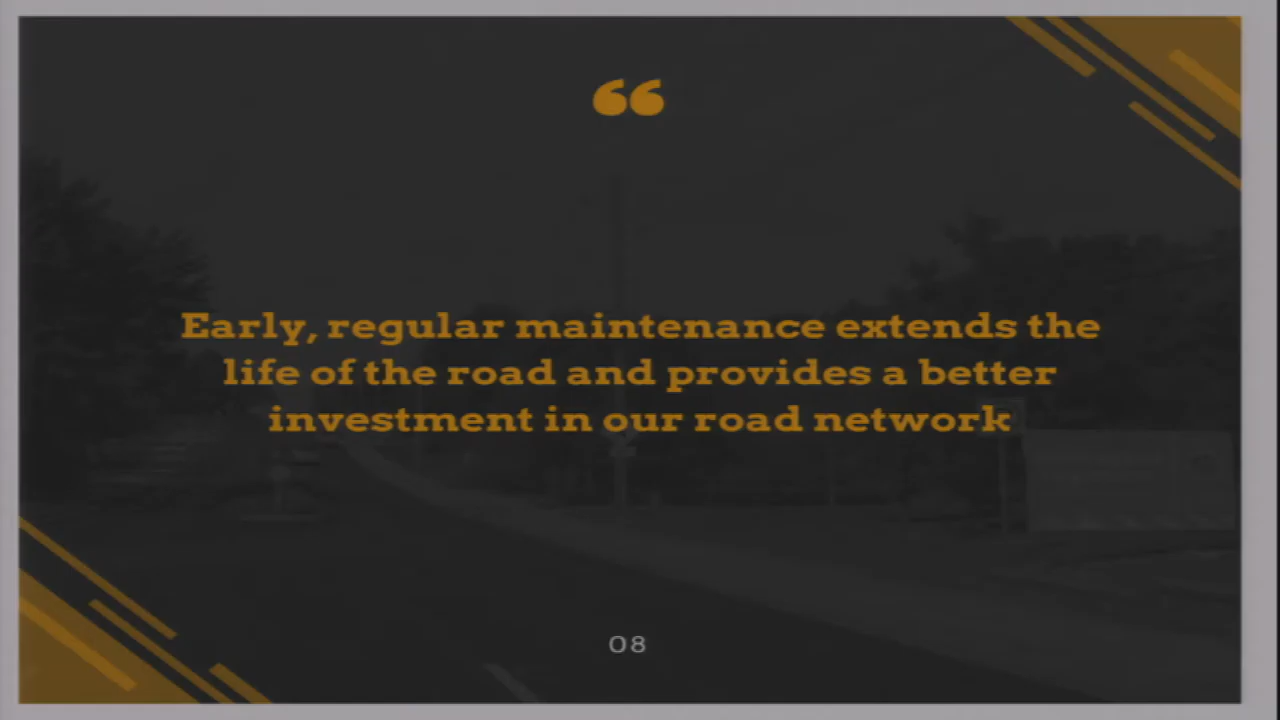 “
Early, regular maintenance extends the
life of the road and provides a better
investment in our road network
08